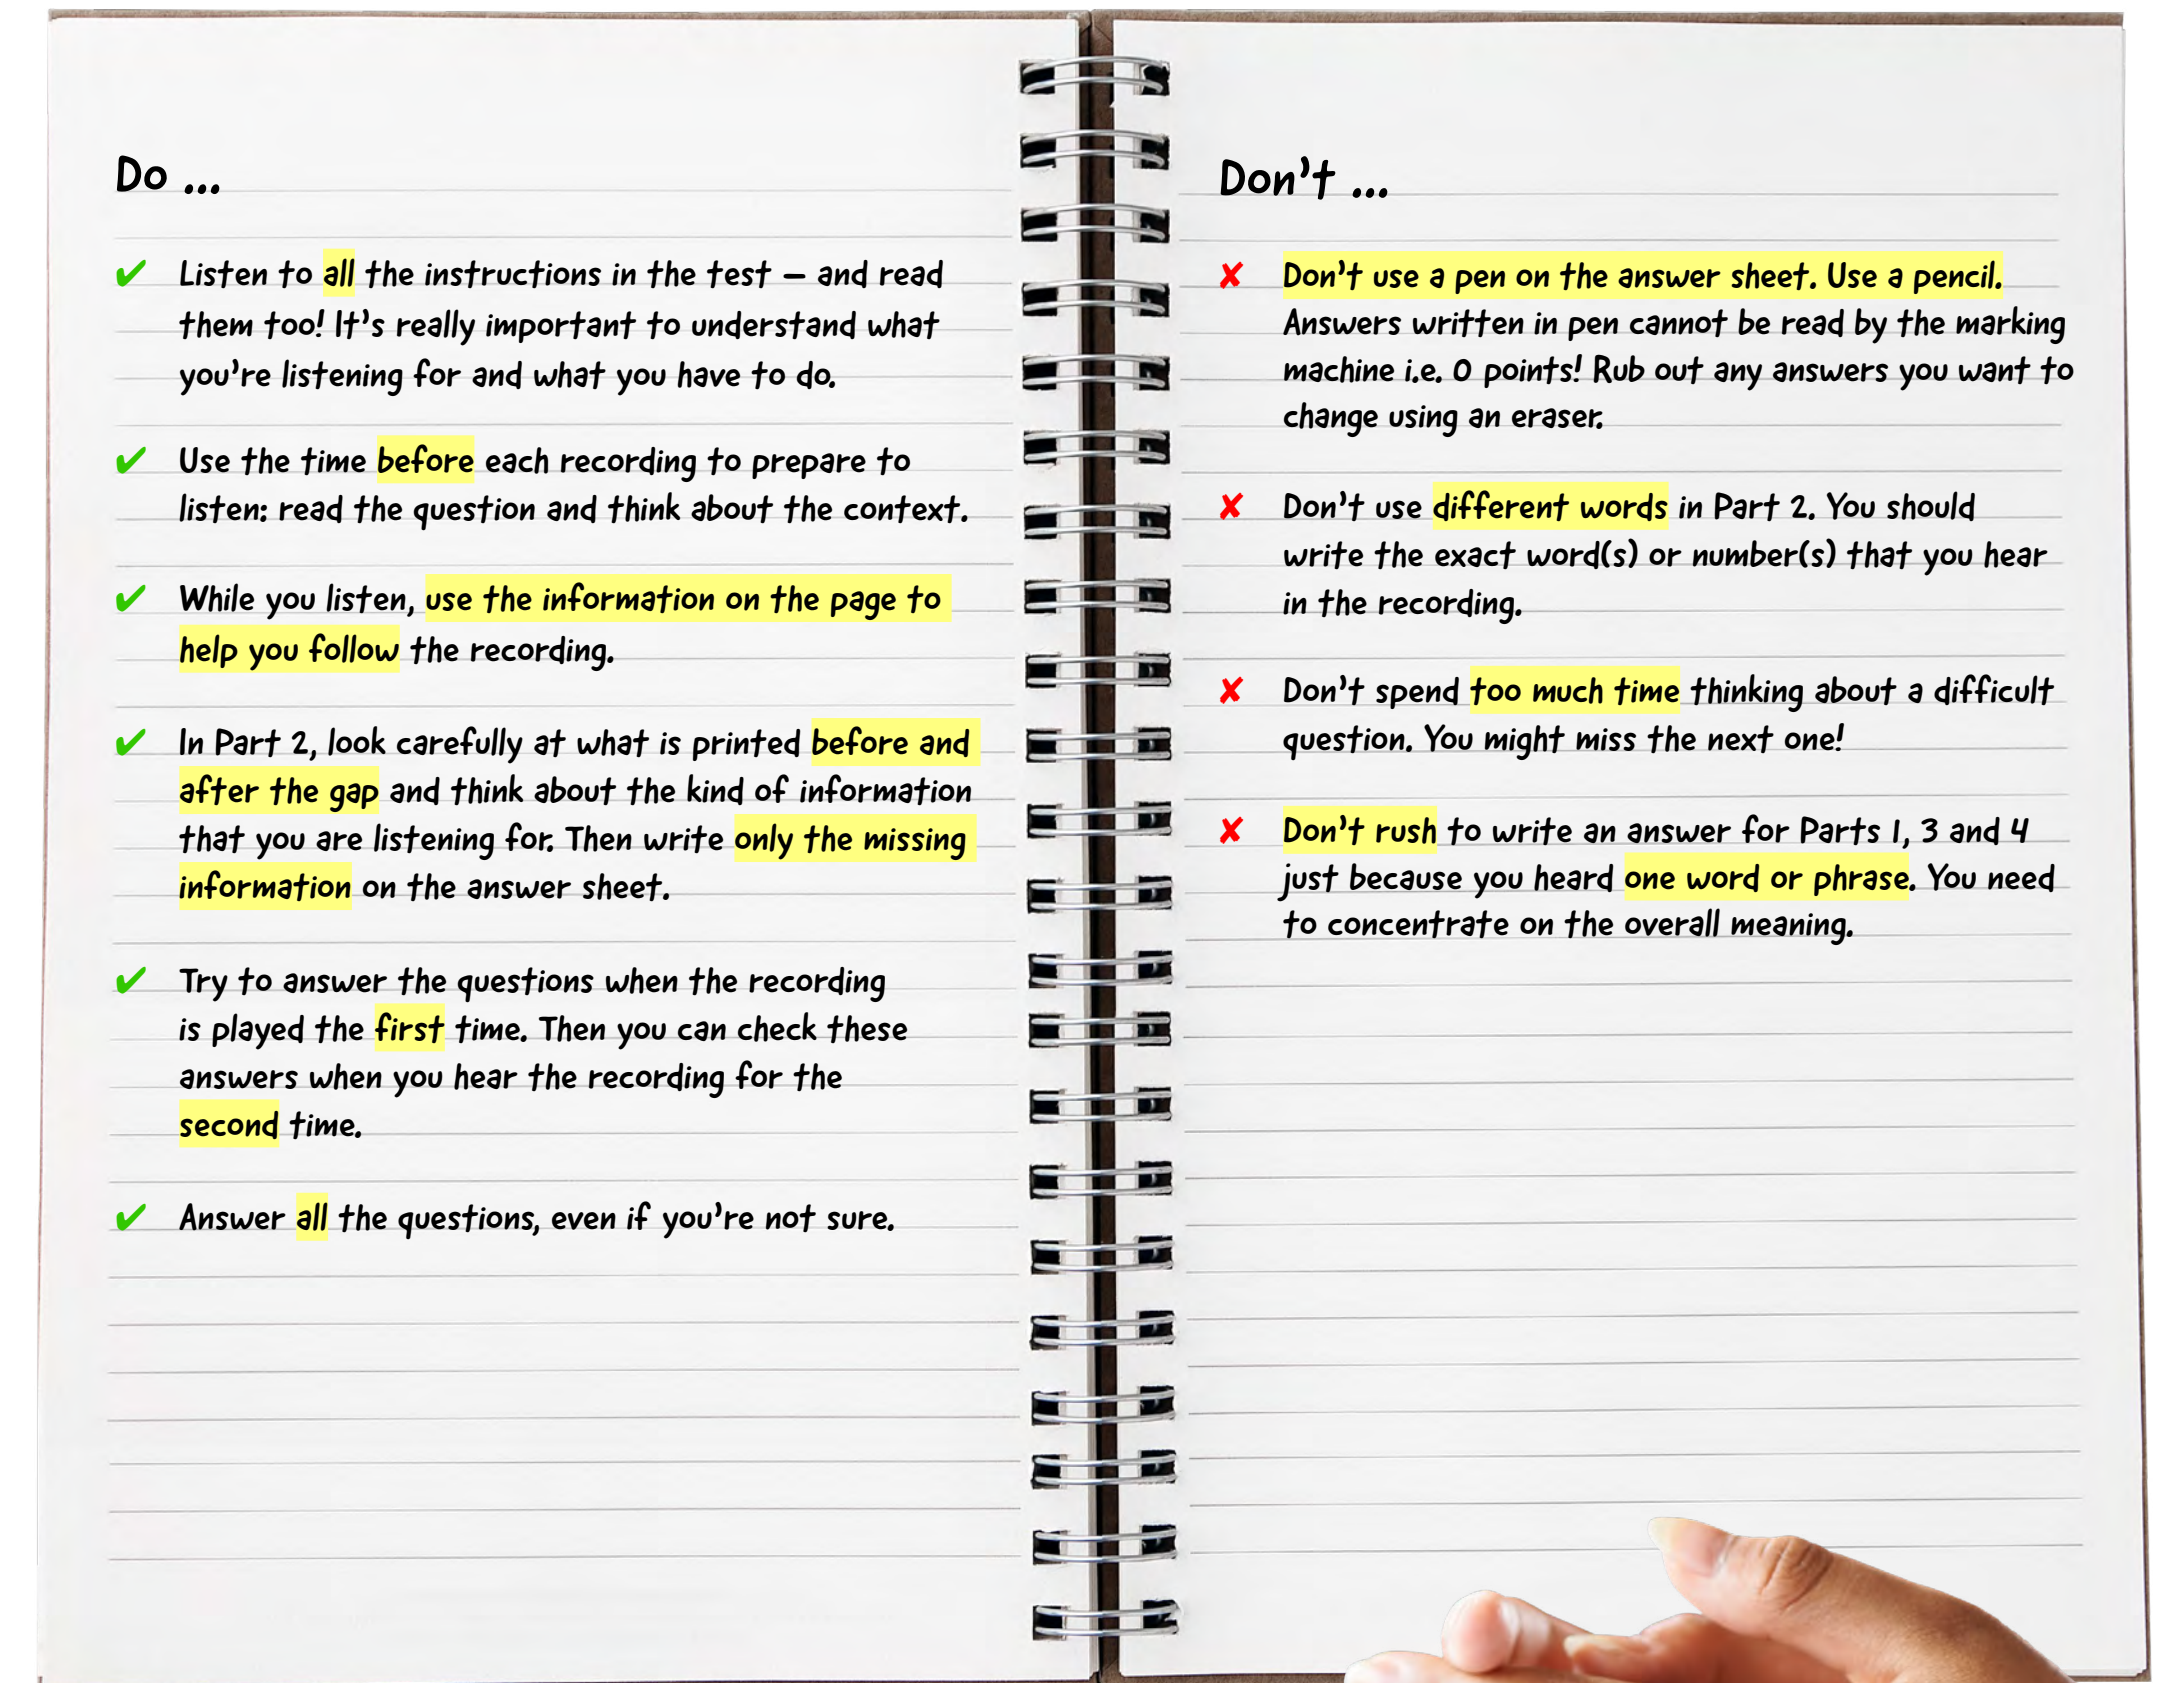 Do ...
✔ Listen to all the instructions in the test – and read
them too! It's really important to understand what
you're listening for and what you have to do.
✔ Use the time before each recording to prepare to
listen: read the question and think about the context.
✔ While you listen, use the information on the page to
help you follow the recording.
✔ In Part 2, look carefully at what is printed before and
after the gap and think about the kind of information
that you are listening for. Then write only the missing
information on the answer sheet.
✔ Try to answer the questions when the recording
is played the first time. Then you can check these
answers when you hear the recording for the
second time.
✔ Answer all the questions, even if you're not sure.
Don't ...
✘ Don't use a pen on the answer sheet. Use a pencil.
Answers written in pen cannot be read by the marking
machine i.e. 0 points! Rub out any answers you want to
change using an eraser.
✘ Don't use different words in Part 2. You should
write the exact word(s) or number(s) that you hear
in the recording.
✘ Don't spend too much time thinking about a difficult
question. You might miss the next one!
✘ Don't rush to write an answer for Parts 1, 3 and 4
just because you heard one word or phrase. You need
to concentrate on the overall meaning.